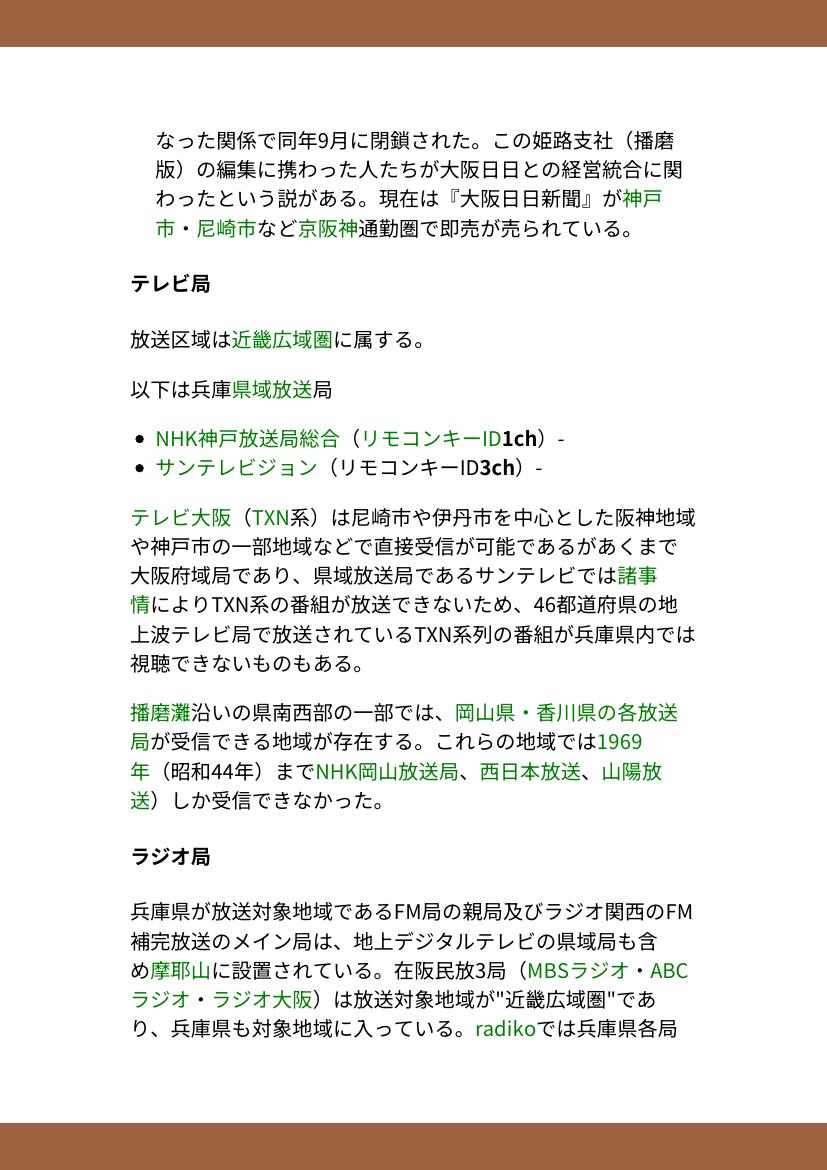 なった関係で同年9月に閉鎖された。この姫路支社（播磨
版）の編集に携わった人たちが大阪日日との経営統合に関
わったという説がある。現在は『大阪日日新聞』が神戸
市・尼崎市など京阪神通勤圏で即売が売られている。
テレビ局
放送区域は近畿広域圏に属する。
以下は兵庫県域放送局
• NHK神戸放送局総合（リモコンキーID1ch）-
• サンテレビジョン（リモコンキーID3ch）-
テレビ大阪（TXN系）は尼崎市や伊丹市を中心とした阪神地域
や神戸市の一部地域などで直接受信が可能であるがあくまで
大阪府域局であり、県域放送局であるサンテレビでは諸事
情によりTXN系の番組が放送できないため、46都道府県の地
上波テレビ局で放送されているTXN系列の番組が兵庫県内では
視聴できないものもある。
播磨灘沿いの県南西部の一部では、岡山県・香川県の各放送
局が受信できる地域が存在する。これらの地域では1969
年（昭和44年）までNHK岡山放送局、西日本放送、山陽放
送）しか受信できなかった。
ラジオ局
兵庫県が放送対象地域であるFM局の親局及びラジオ関西のFM
補完放送のメイン局は、地上デジタルテレビの県域局も含
め摩耶山に設置されている。在阪民放3局（MBSラジオ・ABC
ラジオ・ラジオ大阪）は放送対象地域が"近畿広域圏"であ
り、兵庫県も対象地域に入っている。radikoでは兵庫県各局